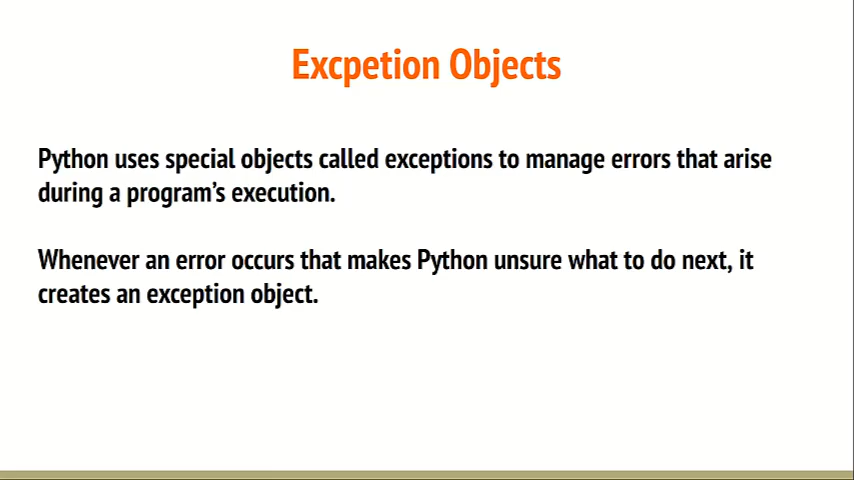 Excpetion Objects
Python uses special objects called exceptions to manage errors that arise
during a program's execution.
Whenever an error occurs that makes Python unsure what to do next, it
creates an exception object.